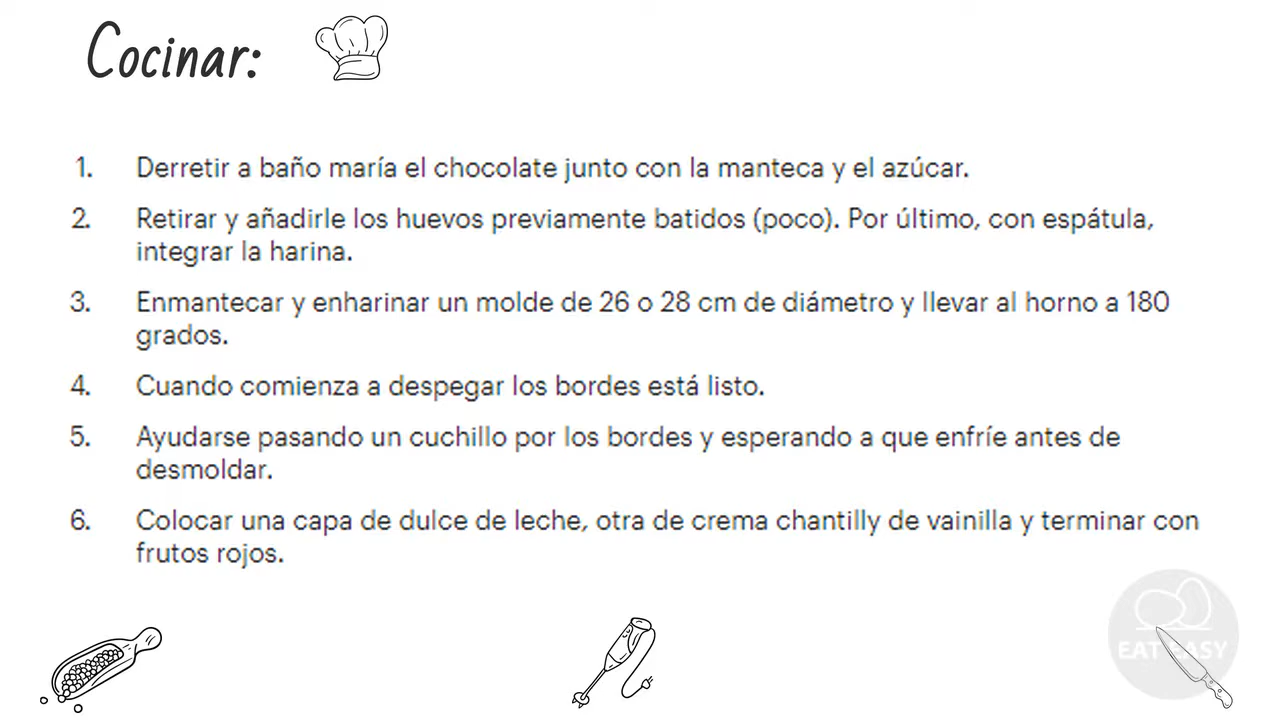 Cocinar:
1. Derretir a baño maría el chocolate junto con la manteca y el azúcar.
2. Retirar y añadirle los huevos previamente batidos (poco). Por último, con espátula,
integrar la harina.
3. Enmantecar y enharinar un molde de 26 o 28 cm de diámetro y llevar al horno a 180
grados.
4. Cuando comienza a despegar los bordes está listo.
5. Ayudarse pasando un cuchillo por los bordes y esperando a que enfríe antes de
desmoldar.
6. Colocar una capa de dulce de leche, otra de crema chantilly de vainilla y terminar con
frutos rojos.
EAT EASY